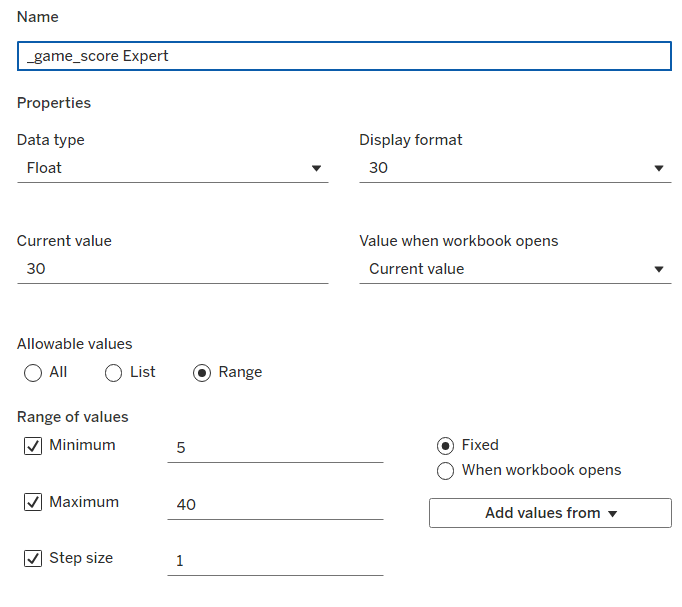 Name
_game_score Expert
Properties
Data type
Display format
Float
30
Current value
Value when workbook opens
30
Current value
Allowable values
All
List
Range
Range of values
Minimum
5
Fixed
When workbook opens
Maximum
40
Add values from
Step size
1